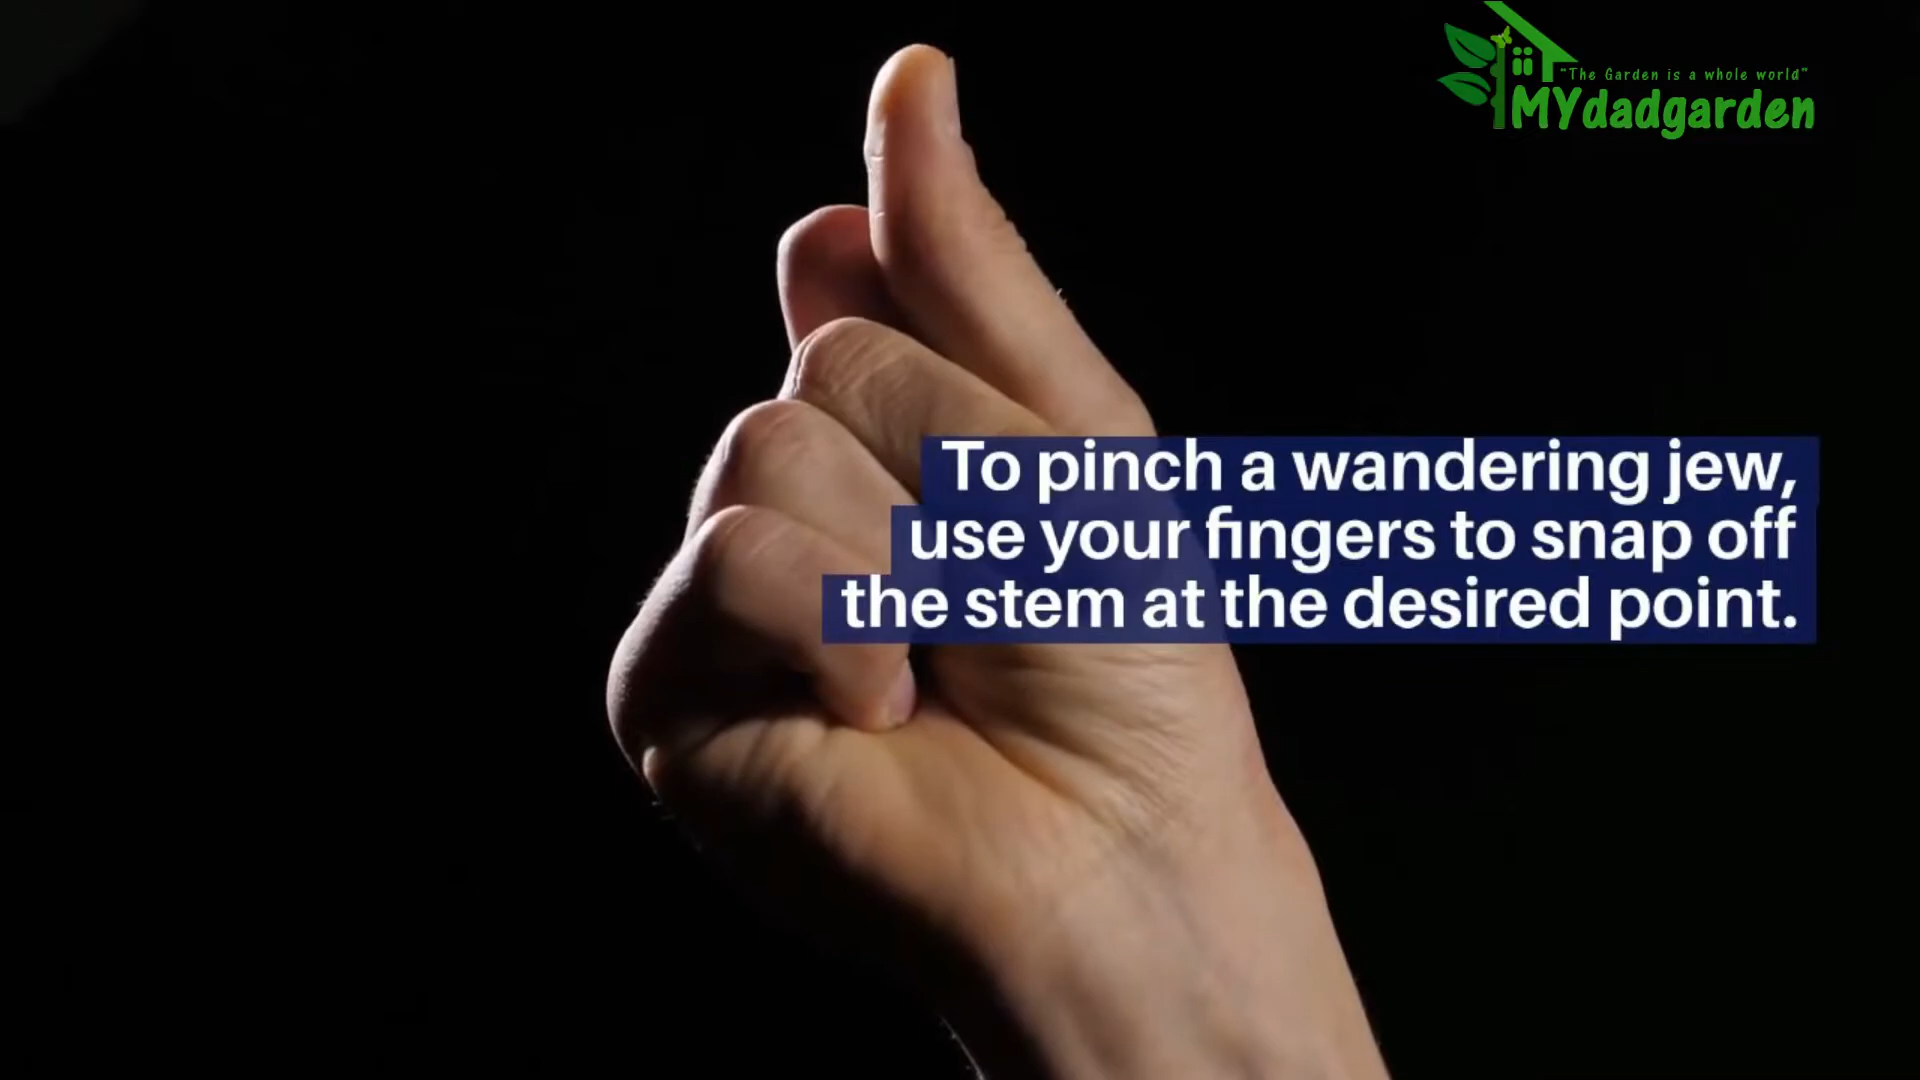 "The Garden is a whole world"
MYdadgarden
To pinch a wandering jew,
use your fingers to snap off
the stem at the desired point.